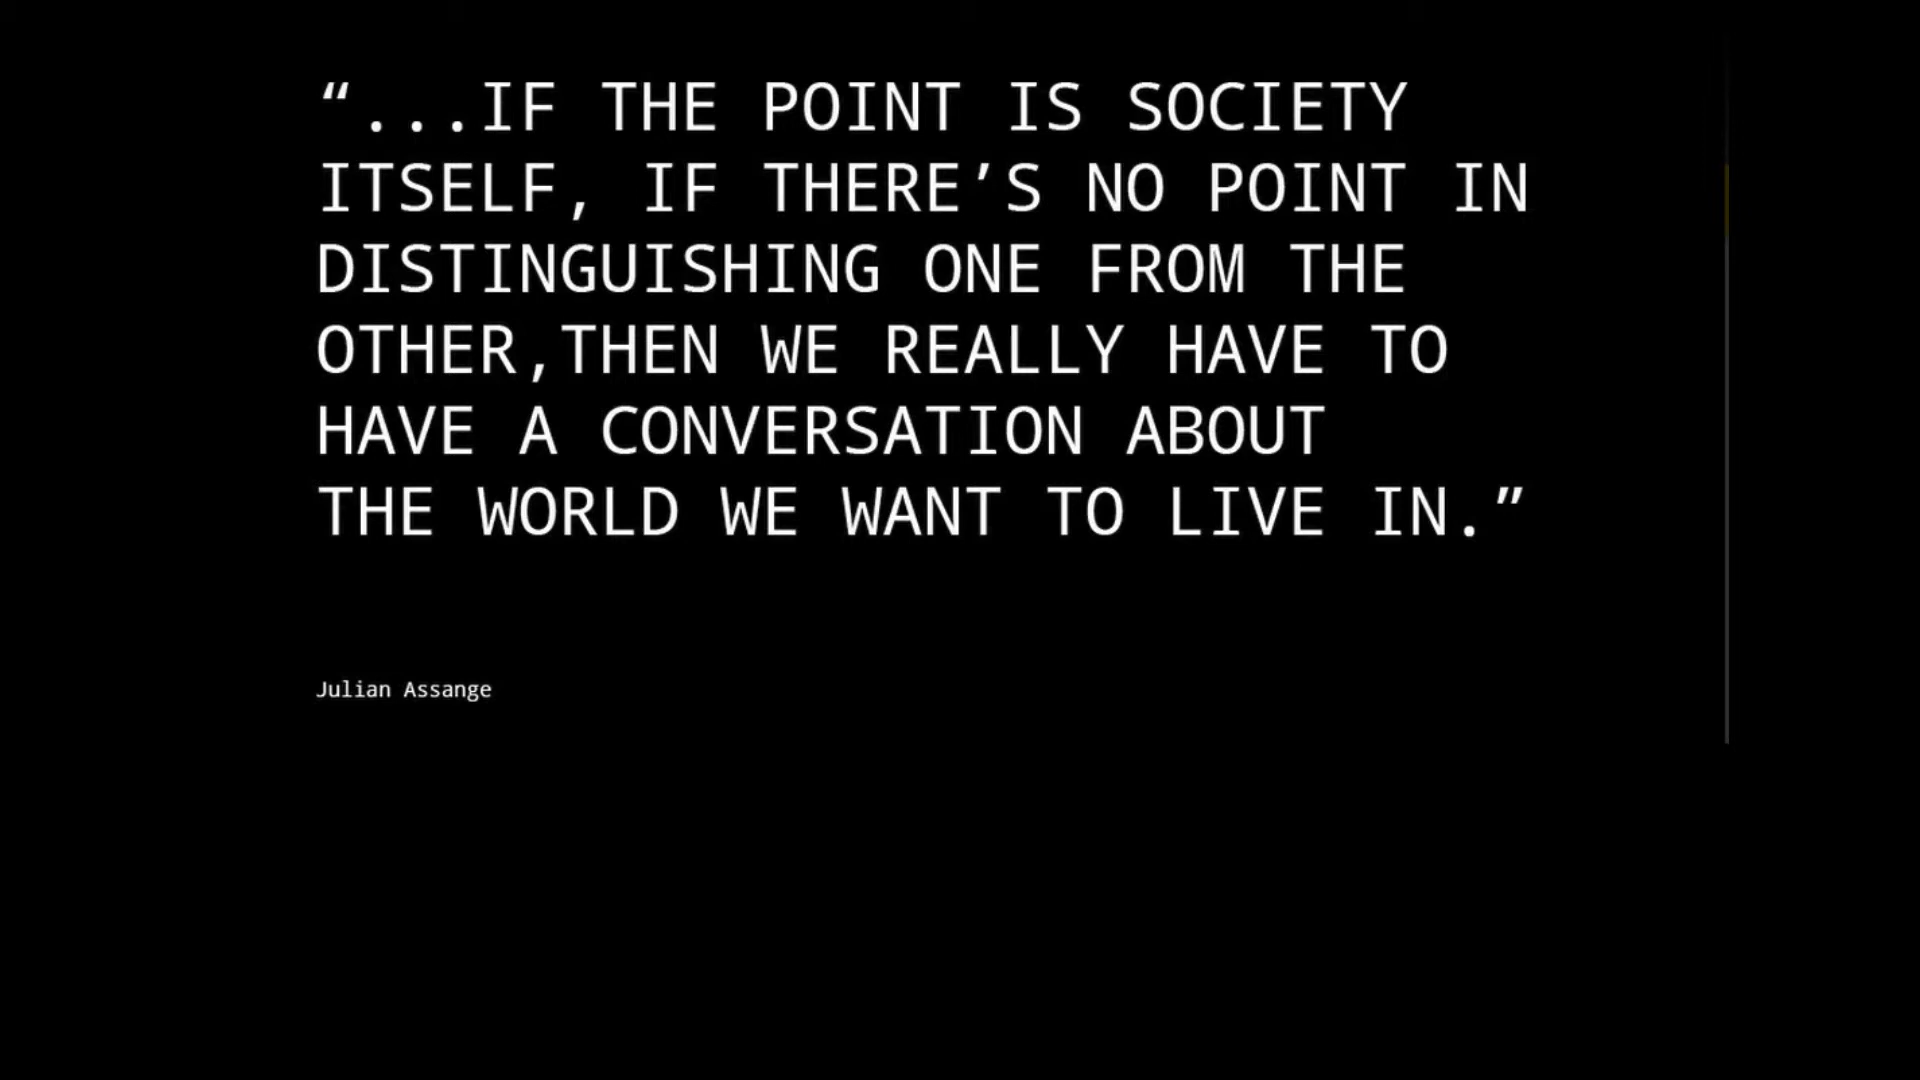 “...IF THE POINT IS SOCIETY
ITSELF, IF THERE’S NO POINT IN
DISTINGUISHING ONE FROM THE
OTHER,THEN WE REALLY HAVE TO
HAVE A CONVERSATION ABOUT
THE WORLD WE WANT TO LIVE IN.”
Julian Assange